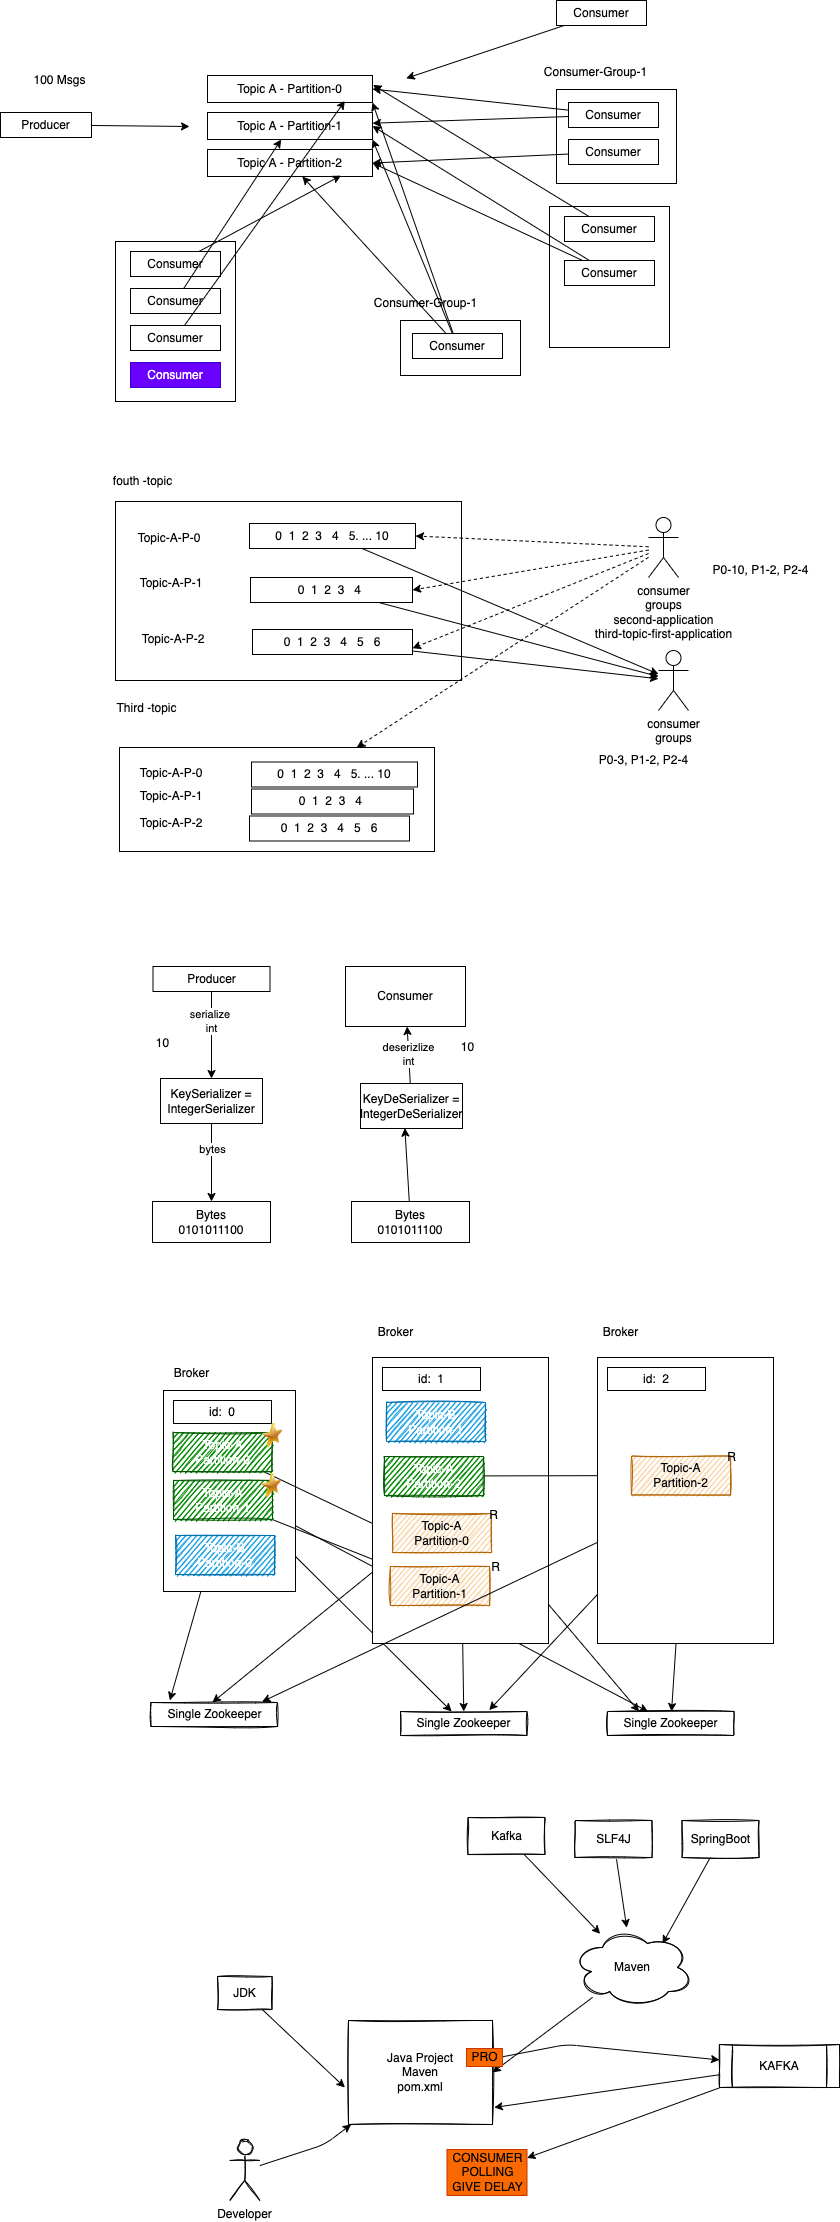 Consumer
Consumer-Group-1
100 Msgs
Topic A - Partition-0
Consumer
Producer
Topic A - Partition-1
Consumer
Topic A - Partition-2
Consumer
Consumer
Consumer
Consumer
Consumer-Group-1
Consumer
Consumer
Consumer
fouth -topic
Topic-A-P-0
0 1 2 3 4 5. ... 10
P0-10, P1-2, P2-4
Topic-A-P-1
0 1 2 3 4
consumer
groups
second-application
third-topic-first-application
Topic-A-P-2
0 1 2 3 4 5 6
Third -topic
consumer
groups
P0-3, P1-2, P2-4
Topic-A-P-0
0 1 2 3 4 5. ... 10
Topic-A-P-1
0 1 2 3 4
Topic-A-P-2
0 1 2 3 4 5 6
Producer
Consumer
serialize
int
10
deserizlize
int
10
KeySerializer =
IntegerSerializer
KeyDeSerializer =
IntegerDeSerializer
bytes
Bytes
0101011100
Bytes
0101011100
Broker
Broker
Broker
id: 0
id: 1
id: 2
Topic-A
Partition-0
Topic-A
Partition-1
Topic-B
Partition-0
Topic-B
Partition-1
Topic-A
Partition-2
R
Topic-A
Partition-0
R
Topic-A
Partition-1
R
Topic-A
Partition-2
Single Zookeeper
Single Zookeeper
Single Zookeeper
Kafka
SLF4J
SpringBoot
Maven
JDK
Java Project
Maven
pom.xml
PRO
KAFKA
CONSUMER
POLLING
GIVE DELAY
Developer